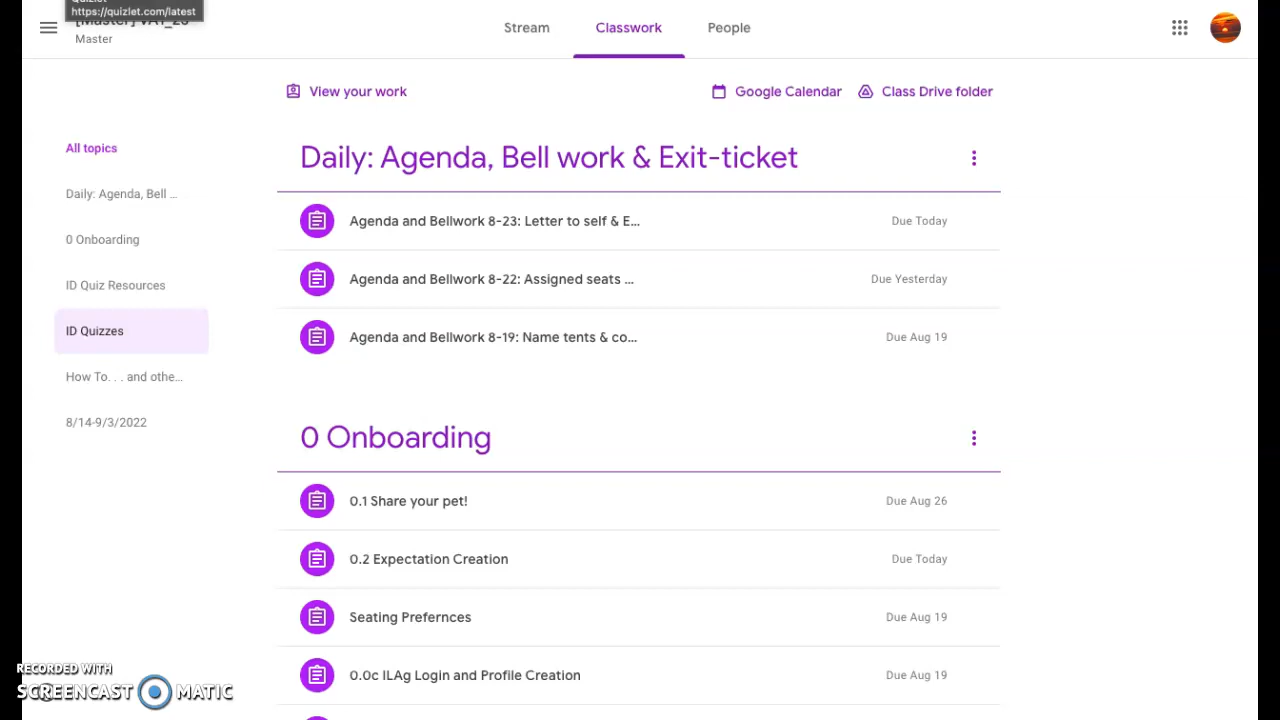 Quizlet
https://quizlet.com/latest
[Master] VAT_23
Master
Stream
Classwork
People
View your work
Google Calendar
Class Drive folder
All topics
Daily: Agenda, Bell ...
0 Onboarding
ID Quiz Resources
ID Quizzes
How To. . . and othe...
8/14-9/3/2022
Daily: Agenda, Bell work & Exit-ticket
Agenda and Bellwork 8-23: Letter to self & E...
Due Today
Agenda and Bellwork 8-22: Assigned seats ...
Due Yesterday
Agenda and Bellwork 8-19: Name tents & co...
Due Aug 19
0 Onboarding
0.1 Share your pet!
Due Aug 26
0.2 Expectation Creation
Due Today
Seating Prefernces
Due Aug 19
0.0c ILAg Login and Profile Creation
Due Aug 19
RECORDED WITH
SCREENCAST MATIC